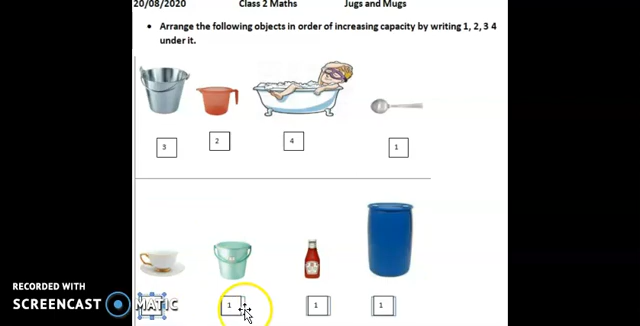 20/08/2020 Class 2 Maths Jugs and Mugs
• Arrange the following objects in order of increasing capacity by writing 1, 2, 3 4
under it.
3 2 4 1
1 1 1
RECORDED WITH
SCREENCAST MATIC